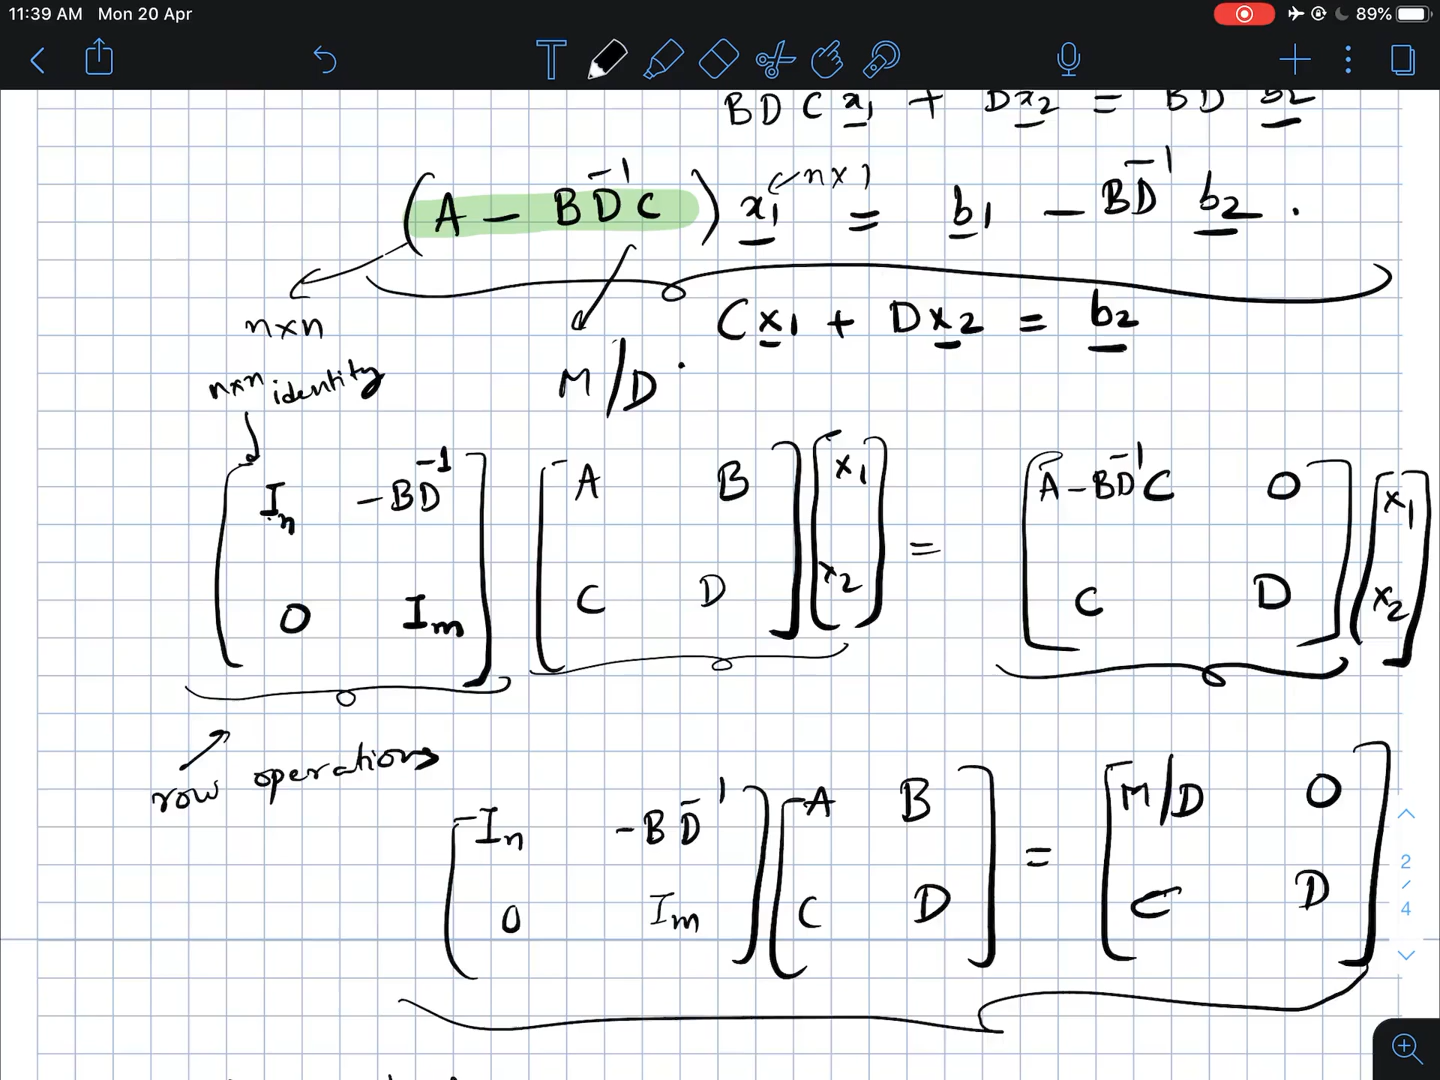 11:39 AM Mon 20 Apr 89%
T
BDCx1 + Dx2 = BD b2
(A - BD⁻¹C) x1 = b1 - BD⁻¹ b2 .
n×1
n×n
Cx1 + Dx2 = b2
M/D .
n×n identity
[ In -BD⁻¹ ] [ A B ] [ x1 ] = [ A-BD⁻¹C 0 ] [ x1 ]
[ 0 Im ] [ C D ] [ x2 ] [ C D ] [ x2 ]
row operations
[ In -BD⁻¹ ] [ A B ] = [ M/D 0 ]
[ 0 Im ] [ C D ] [ C D ]
2
/
4